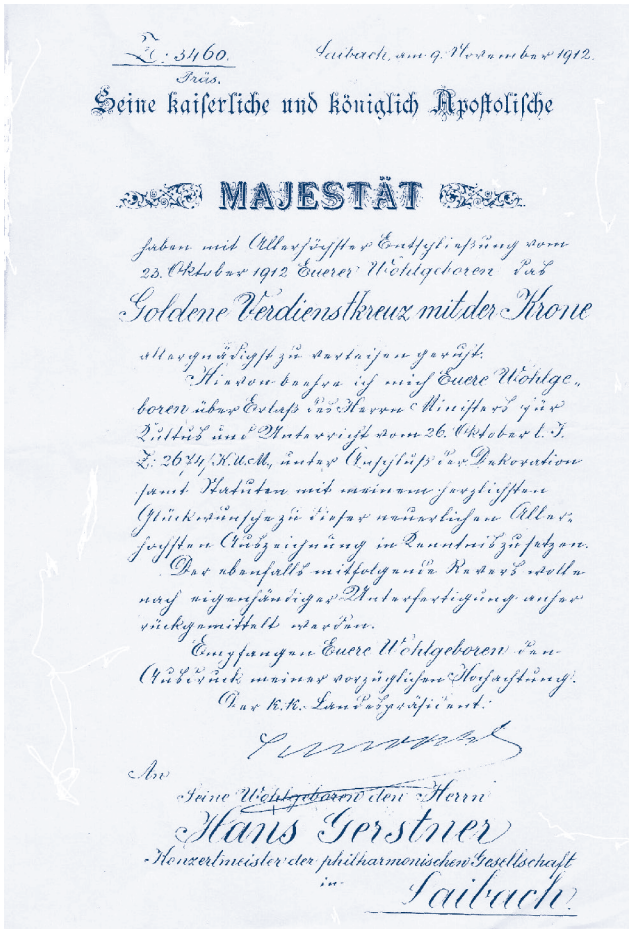 Z: 3460.
Präs.
Laibach, am 9. November 1912.
Seine kaiserliche und königlich Apostolische
MAJESTÄT
haben mit Allerhöchster Entschließung vom
23. Oktober 1912 Euerer Wohlgeboren das
Goldene Verdienstkreuz mit der Krone
allergnädigst zu verleihen geruht.
Hievon beehre ich mich Euere Wohlge-
boren über Erlaß des Herrn Ministers für
Kultus und Unterricht vom 26. Oktober l. J.
Z: 2674/K.U.M., unter Anschluß der Dekoration
samt Statuten mit meinem herzlichsten
Glückwunsche zu dieser neuerlichen Aller-
höchsten Auszeichnung in Kenntnis zu setzen.
Der ebenfalls mitfolgende Revers wolle
nach eigenhändiger Unterfertigung anher
rückgemittelt werden.
Empfangen Euere Wohlgeboren den
Ausdruck meiner vorzüglichen Hochachtung.
Der k.k. Landespräsident:
An
Seine Wohlgeboren den Herrn
Hans Gerstner
Konzertmeister der philharmonischen Gesellschaft
in
Laibach.